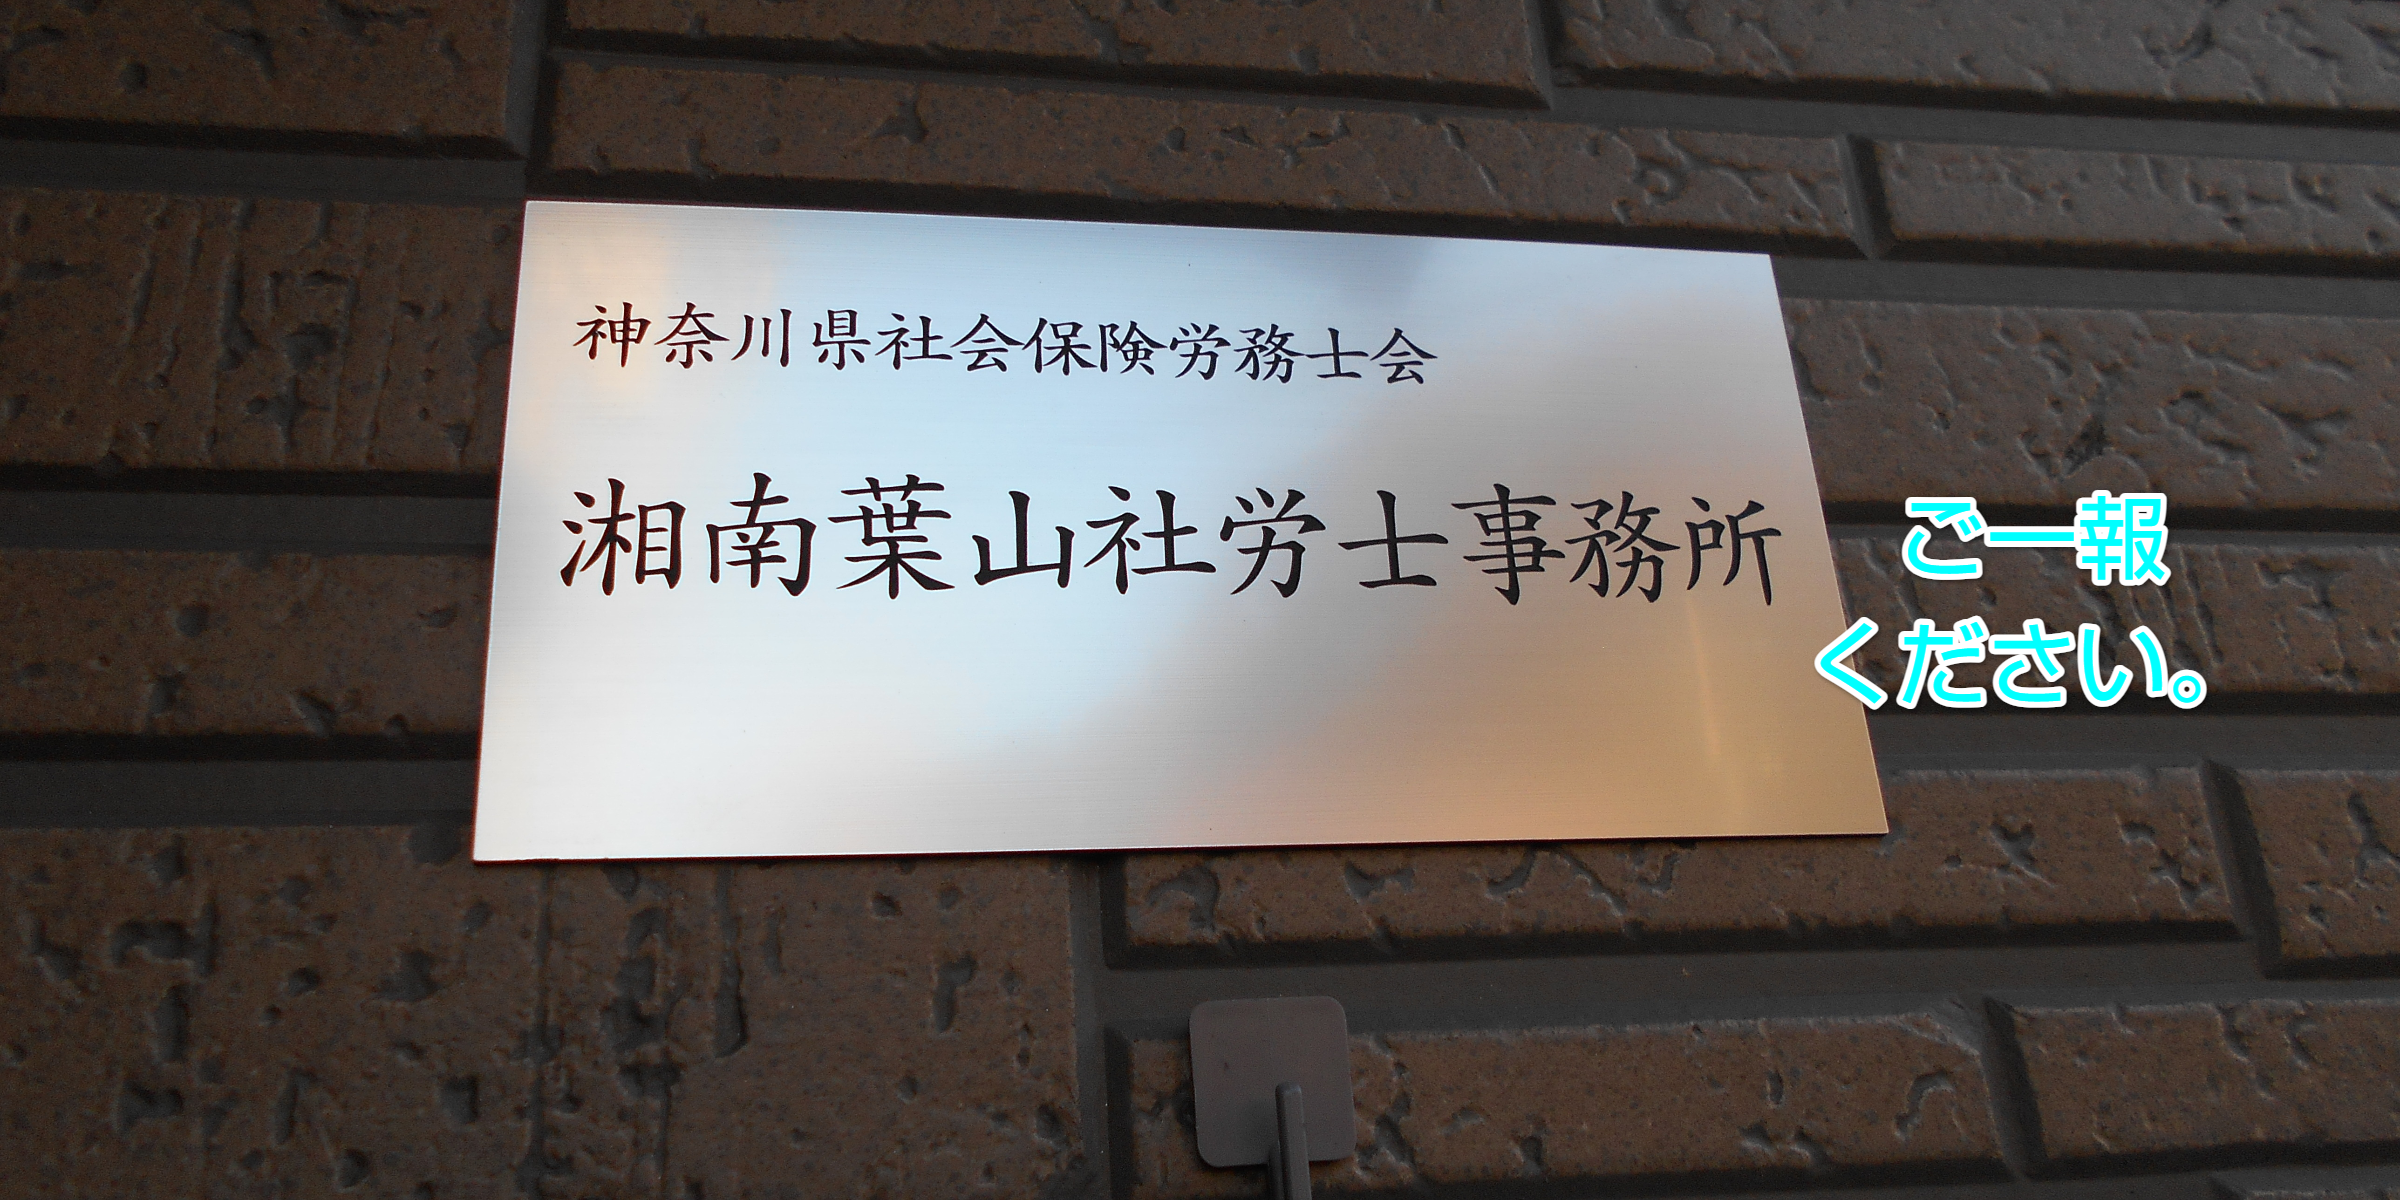 神奈川県社会保険労務士会
湘南葉山社労士事務所
ご一報
ください。